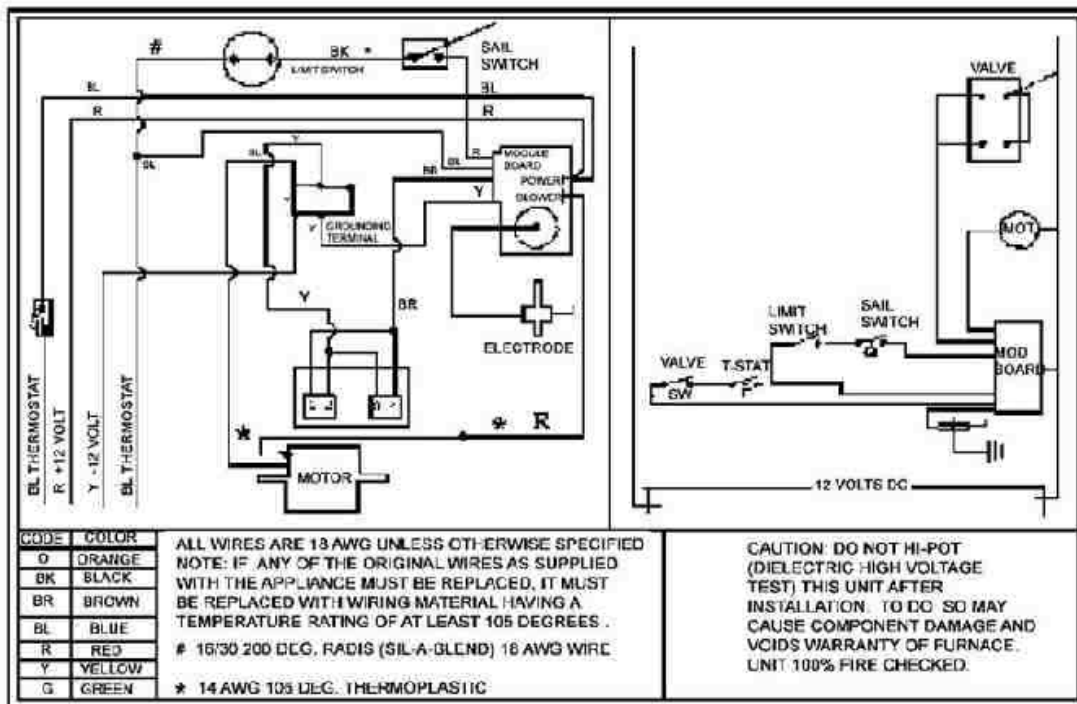 #
BK *
SAIL
SWITCH
LIMIT SWITCH
BL
BL
R
R
Y
BL
BL
R
BL
BR
MODULE
BOARD
POWER
BLOWER
Y
Y
GROUNDING
TERMINAL
Y
BR
ELECTRODE
* R
*
MOTOR
BL THERMOSTAT
R +12 VOLT
Y -12 VOLT
BL THERMOSTAT
VALVE
MOT
LIMIT
SWITCH
SAIL
SWITCH
VALVE
SW
T-STAT
MOD
BOARD
12 VOLTS DC
CODE COLOR
O ORANGE
BK BLACK
BR BROWN
BL BLUE
R RED
Y YELLOW
G GREEN
ALL WIRES ARE 18 AWG UNLESS OTHERWISE SPECIFIED
NOTE: IF ANY OF THE ORIGINAL WIRES AS SUPPLIED
WITH THE APPLIANCE MUST BE REPLACED, IT MUST
BE REPLACED WITH WIRING MATERIAL HAVING A
TEMPERATURE RATING OF AT LEAST 105 DEGREES .
# 16/30 200 DEG. RADIS (SIL-A-BLEND) 18 AWG WIRE
* 14 AWG 105 DEG. THERMOPLASTIC
CAUTION: DO NOT HI-POT
(DIELECTRIC HIGH VOLTAGE
TEST) THIS UNIT AFTER
INSTALLATION. TO DO SO MAY
CAUSE COMPONENT DAMAGE AND
VOIDS WARRANTY OF FURNACE.
UNIT 100% FIRE CHECKED.